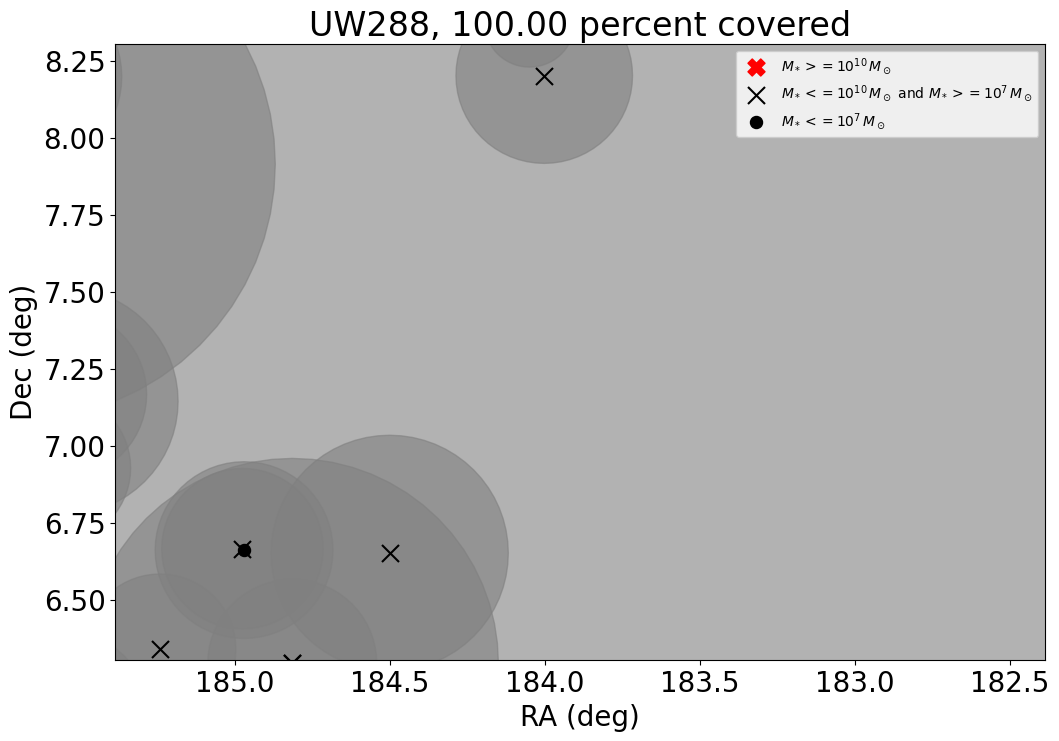 UW288, 100.00 percent covered
M* >= 10^10 M⊙
M* <= 10^10 M⊙ and M* >= 10^7 M⊙
M* <= 10^7 M⊙
8.25
8.00
7.75
7.50
7.25
7.00
6.75
6.50
Dec (deg)
185.0 184.5 184.0 183.5 183.0 182.5
RA (deg)